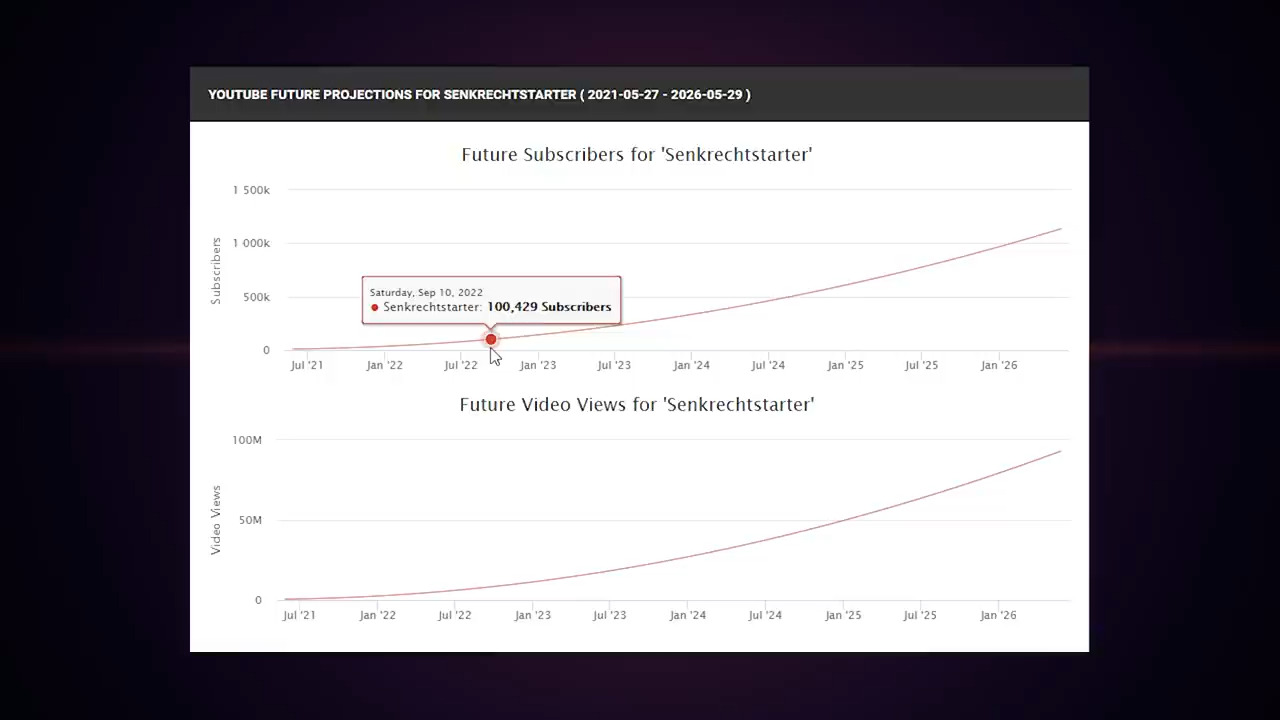 YOUTUBE FUTURE PROJECTIONS FOR SENKRECHTSTARTER ( 2021-05-27 - 2026-05-29 )
Future Subscribers for 'Senkrechtstarter'
Subscribers
1 500k
1 000k
500k
0
Saturday, Sep 10, 2022
Senkrechtstarter: 100,429 Subscribers
Jul '21 Jan '22 Jul '22 Jan '23 Jul '23 Jan '24 Jul '24 Jan '25 Jul '25 Jan '26
Future Video Views for 'Senkrechtstarter'
Video Views
100M
50M
0
Jul '21 Jan '22 Jul '22 Jan '23 Jul '23 Jan '24 Jul '24 Jan '25 Jul '25 Jan '26